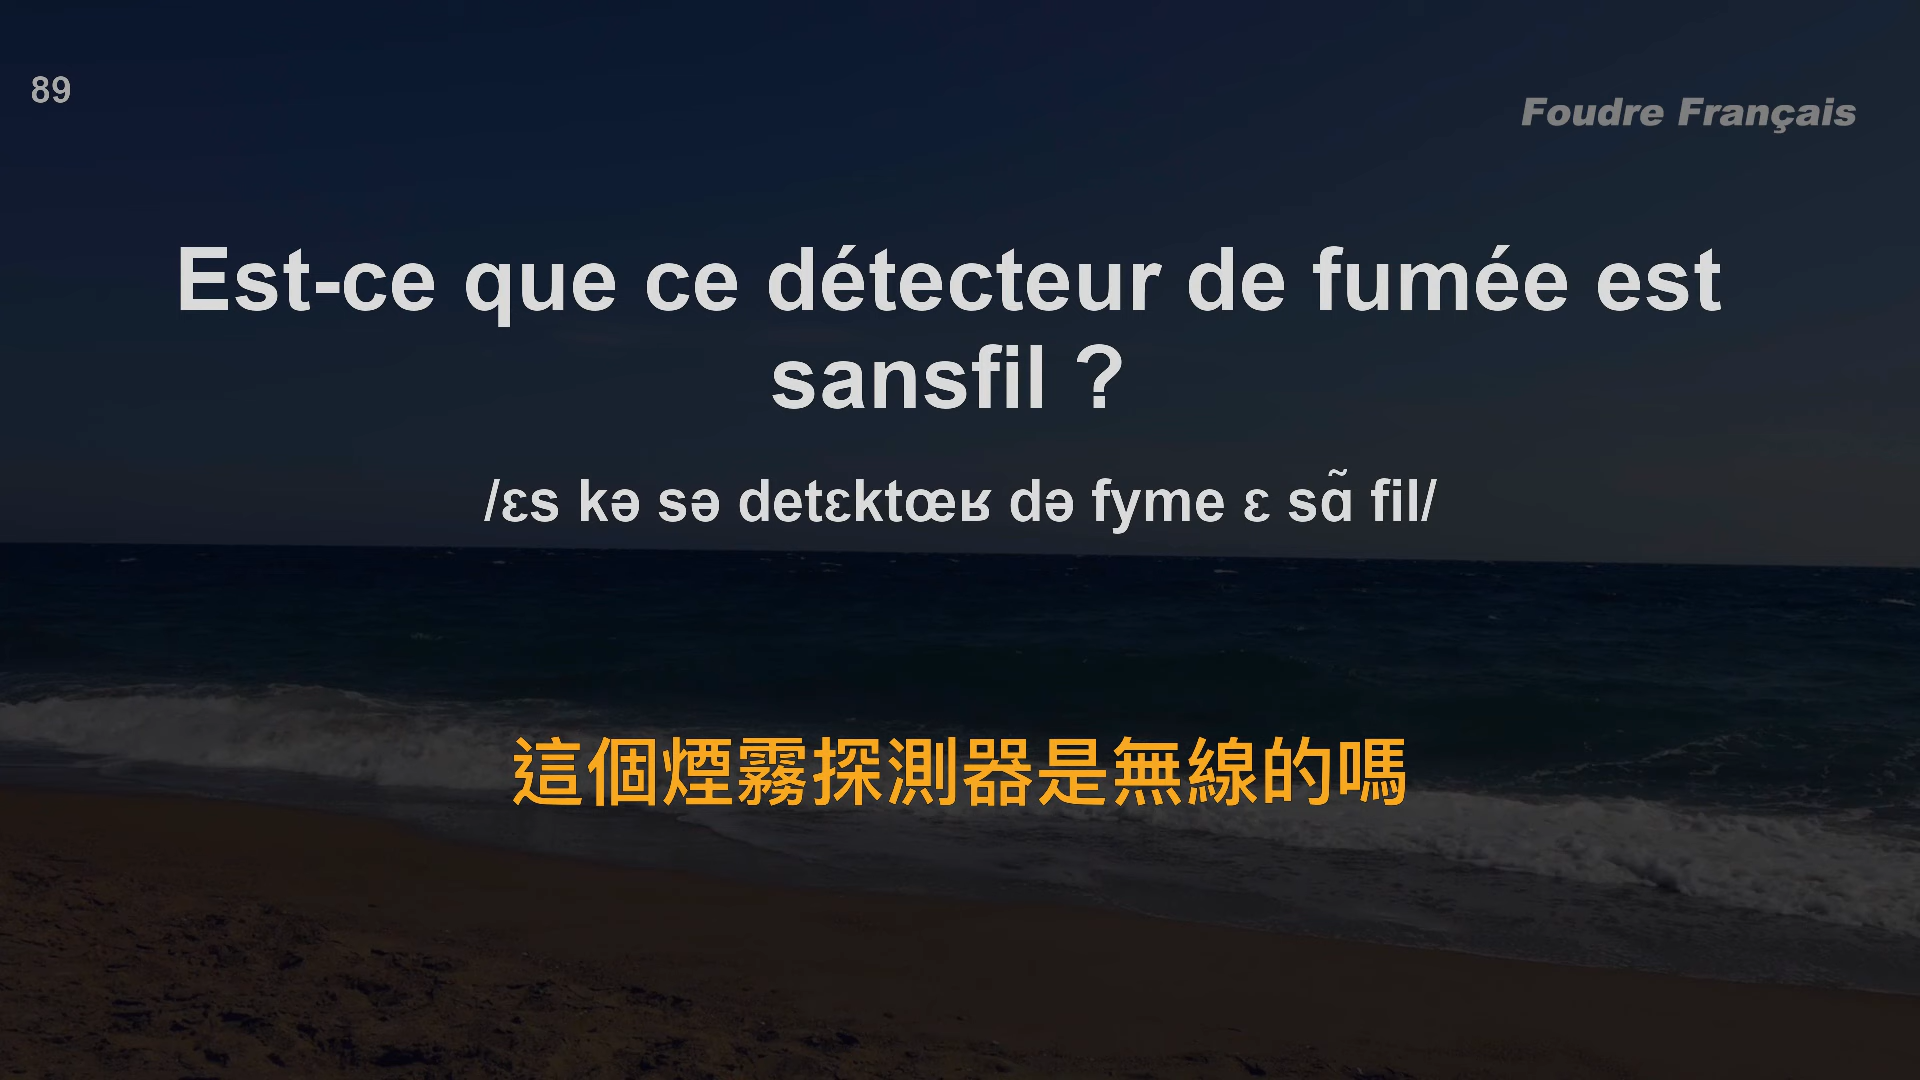 89
Foudre Français
Est-ce que ce détecteur de fumée est
sansfil ?
/ɛs kə sə detɛktœʁ də fyme ɛ sɑ̃ fil/
這個煙霧探測器是無線的嗎